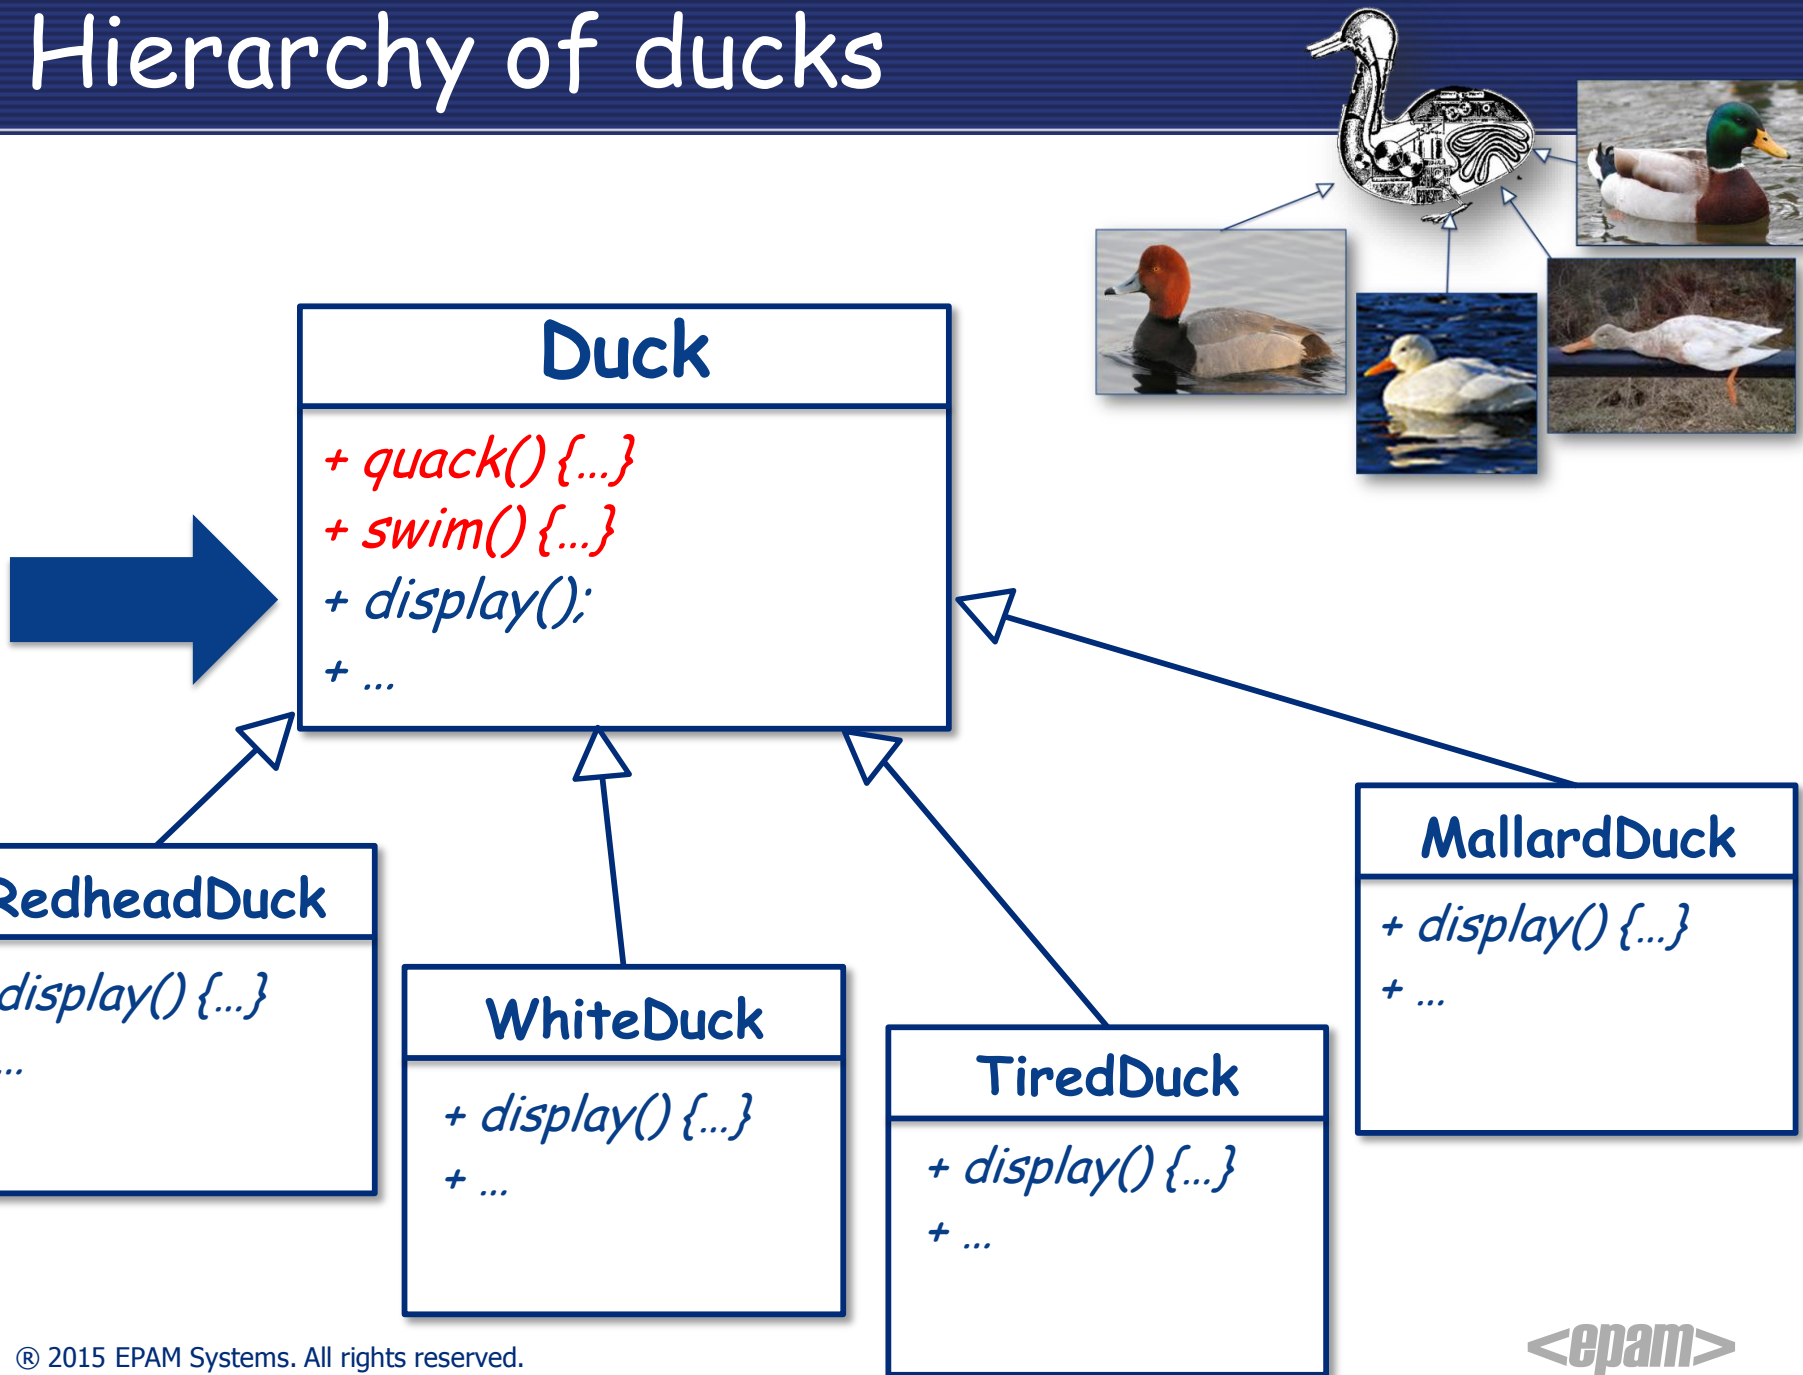 Hierarchy of ducks
Duck
+ quack() {...}
+ swim() {...}
+ display();
+ ...
RedheadDuck
display() {...}
...
WhiteDuck
+ display() {...}
+ ...
TiredDuck
+ display() {...}
+ ...
MallardDuck
+ display() {...}
+ ...
® 2015 EPAM Systems. All rights reserved.
<epam>